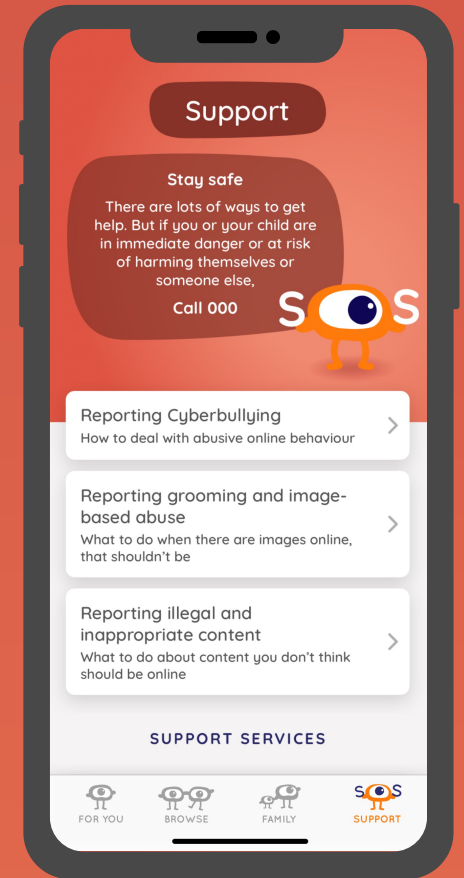 Support
Stay safe
There are lots of ways to get
help. But if you or your child are
in immediate danger or at risk
of harming themselves or
someone else,
Call 000
S S
Reporting Cyberbullying
How to deal with abusive online behaviour
Reporting grooming and image-
based abuse
What to do when there are images online,
that shouldn't be
Reporting illegal and
inappropriate content
What to do about content you don't think
should be online
SUPPORT SERVICES
S S
FOR YOU
BROWSE
FAMILY
SUPPORT